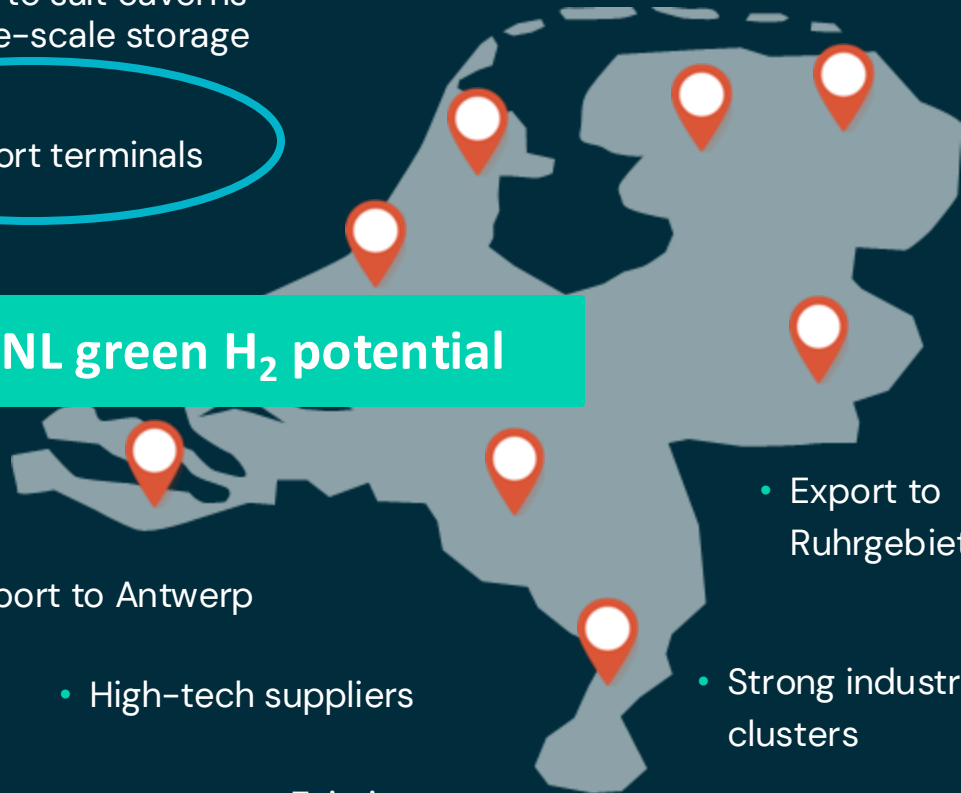 e-scale storage
ort terminals
NL green H₂ potential
• Export to
Ruhrgebiet
port to Antwerp
• High-tech suppliers
• Strong industr
clusters